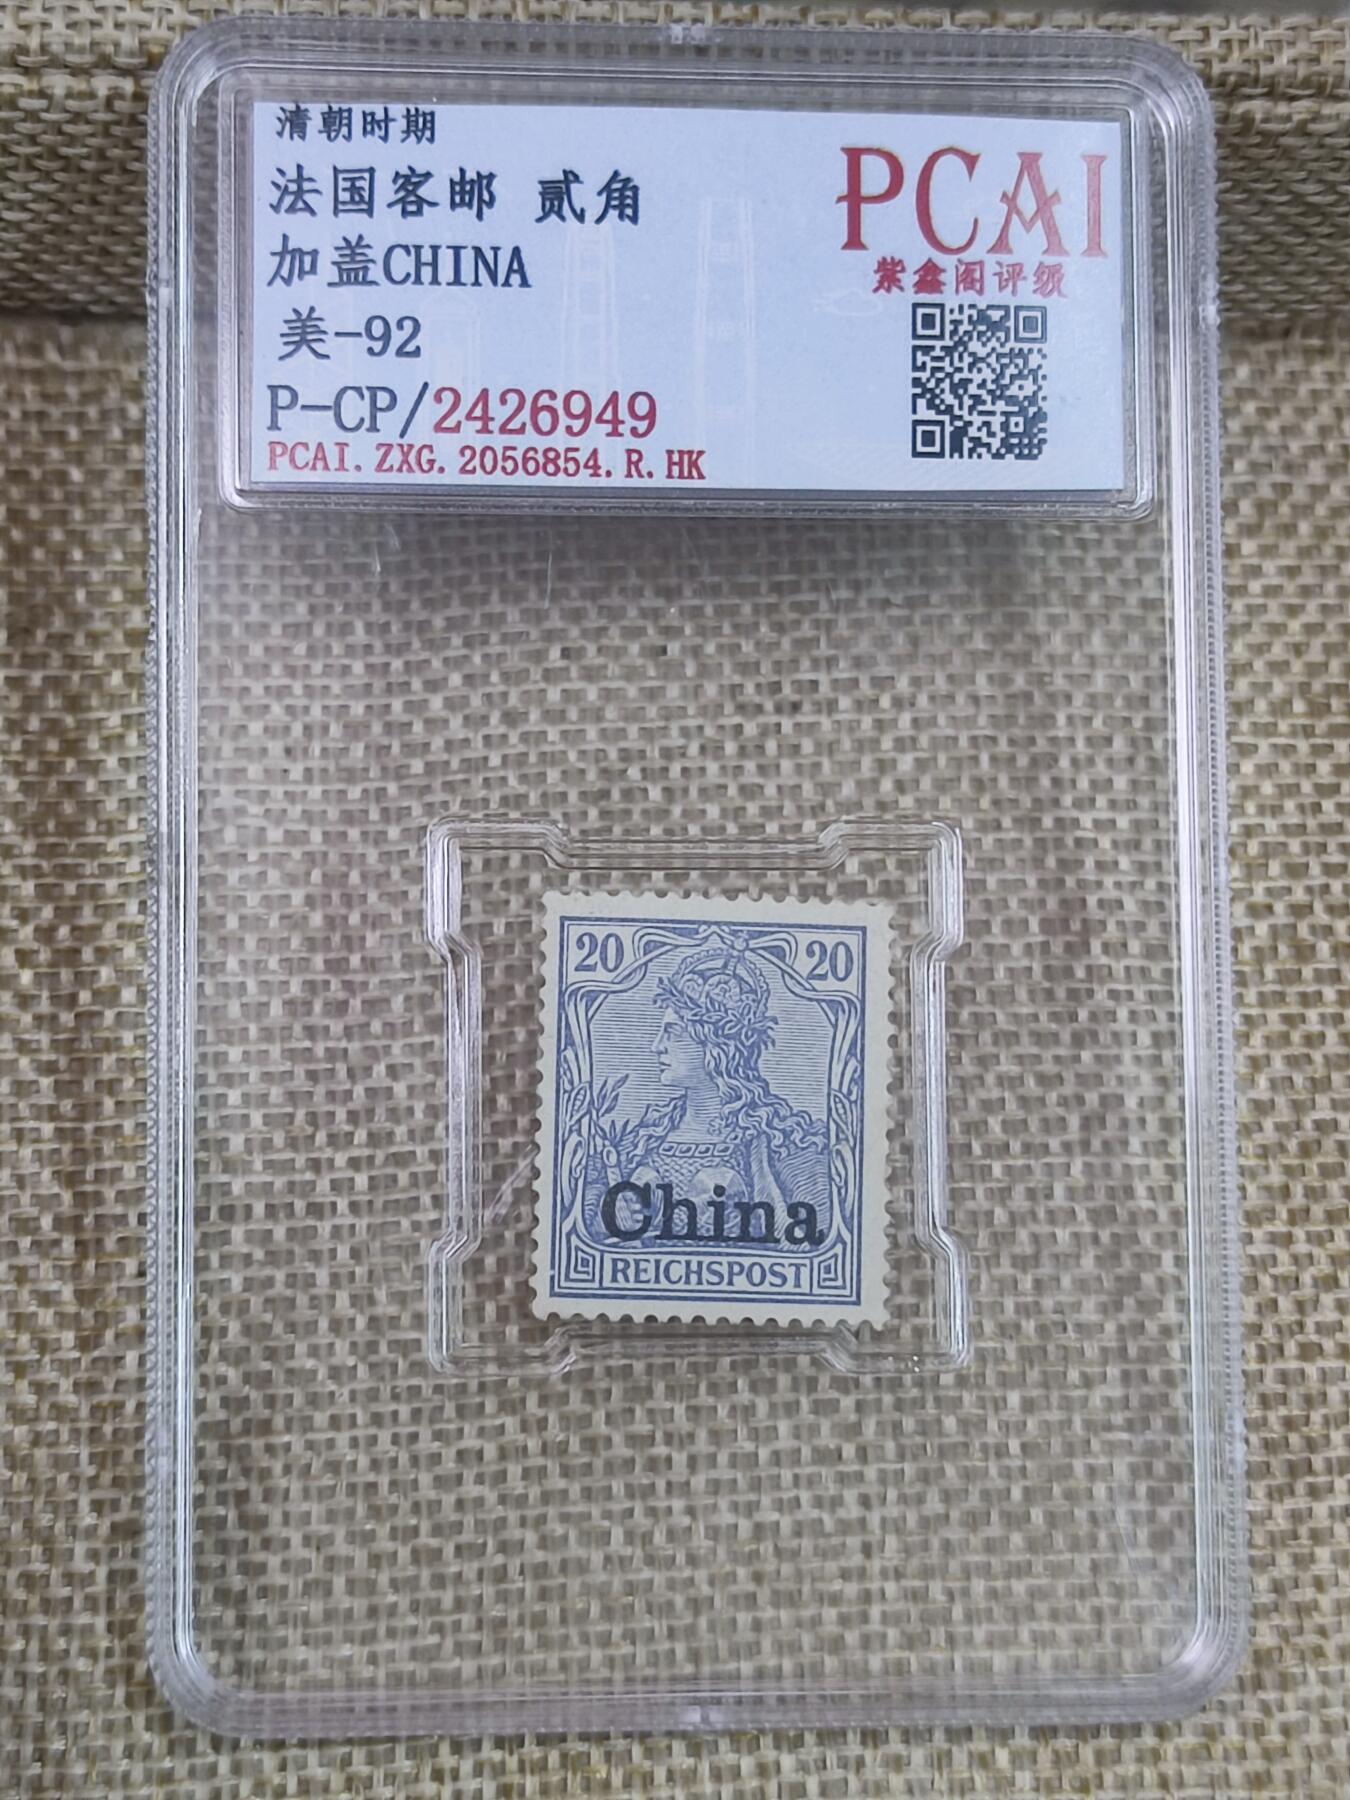 清朝时期
法国客邮 贰角
加盖CHINA
美-92
P-CP/2426949
PCAI.ZXG.2056854.R.HK
PCAI
紫鑫阁评级
20 20
China
REICHSPOST